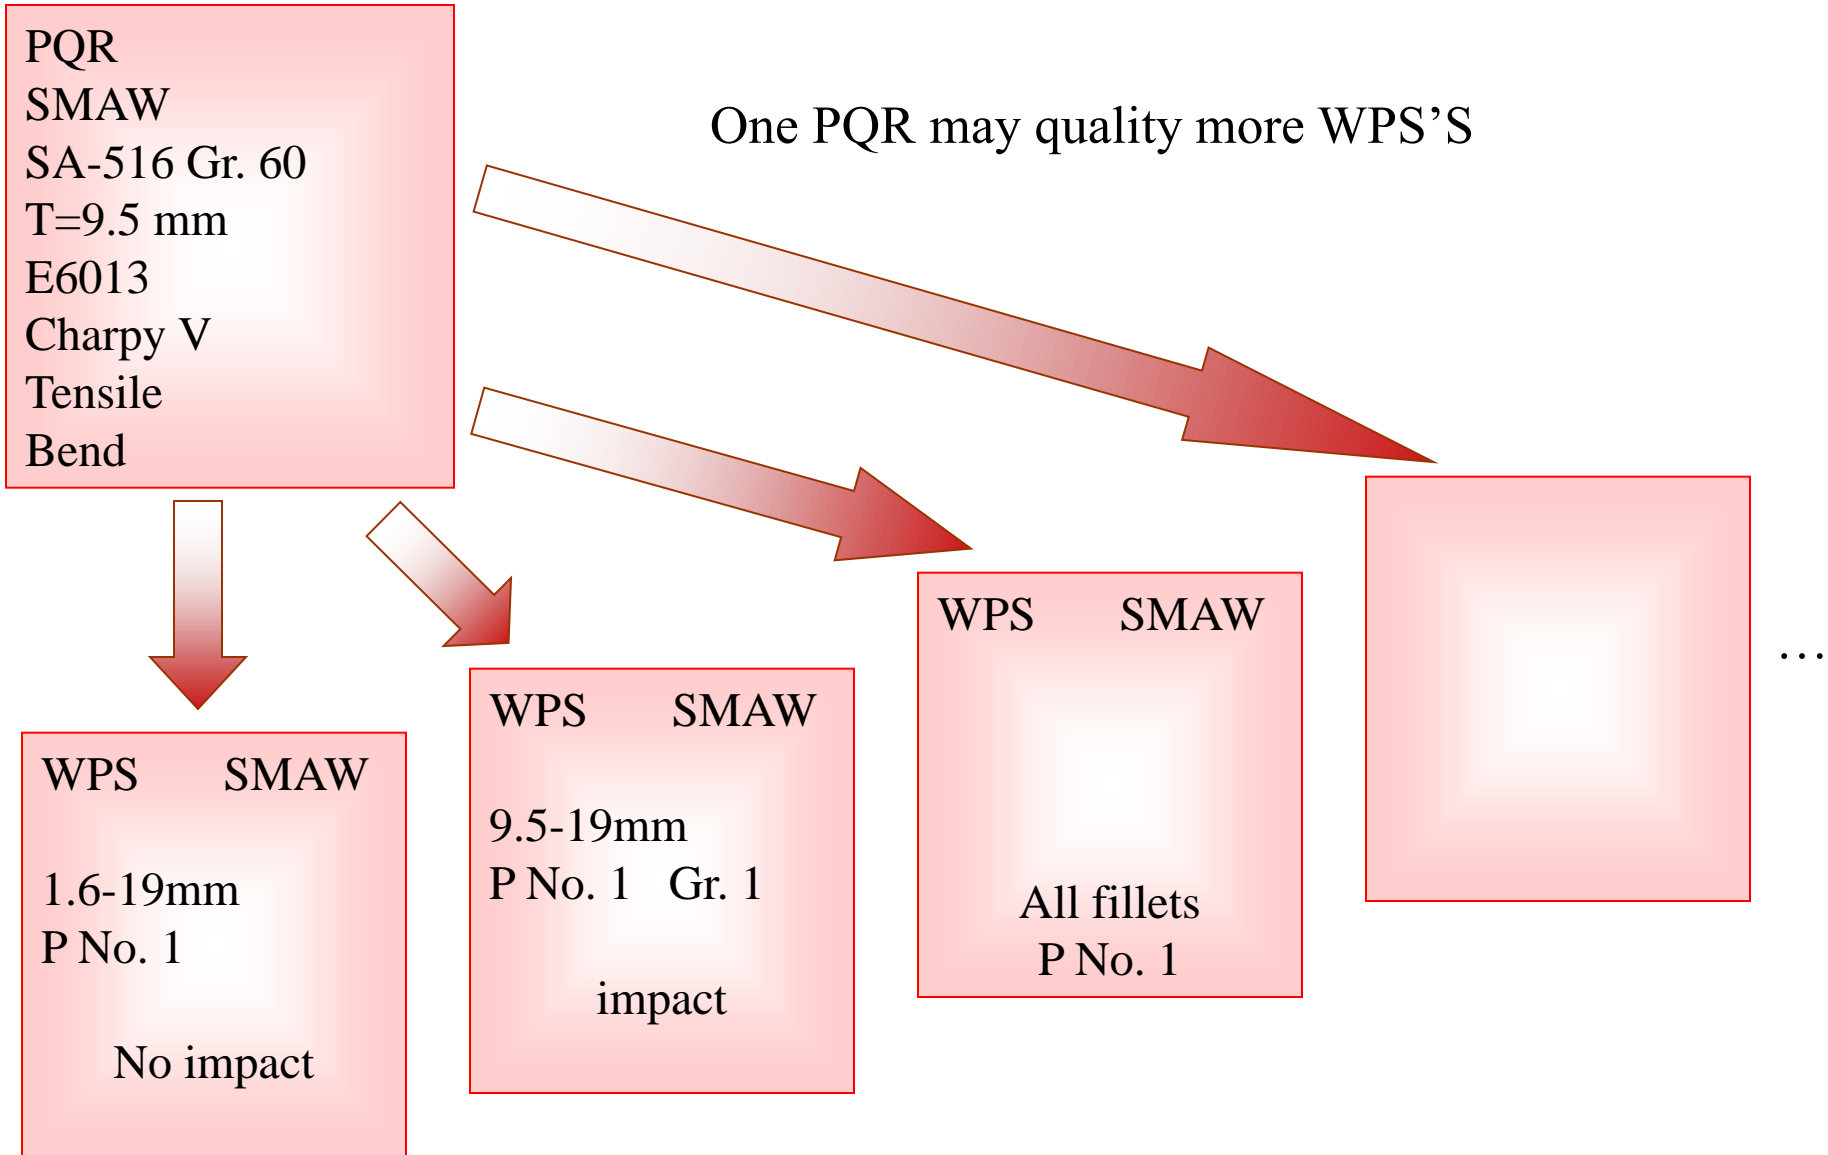 PQR
SMAW
SA-516 Gr. 60
T=9.5 mm
E6013
Charpy V
Tensile
Bend
One PQR may quality more WPS’S
WPS SMAW
1.6-19mm
P No. 1
No impact
WPS SMAW
9.5-19mm
P No. 1 Gr. 1
impact
WPS SMAW
All fillets
P No. 1
…